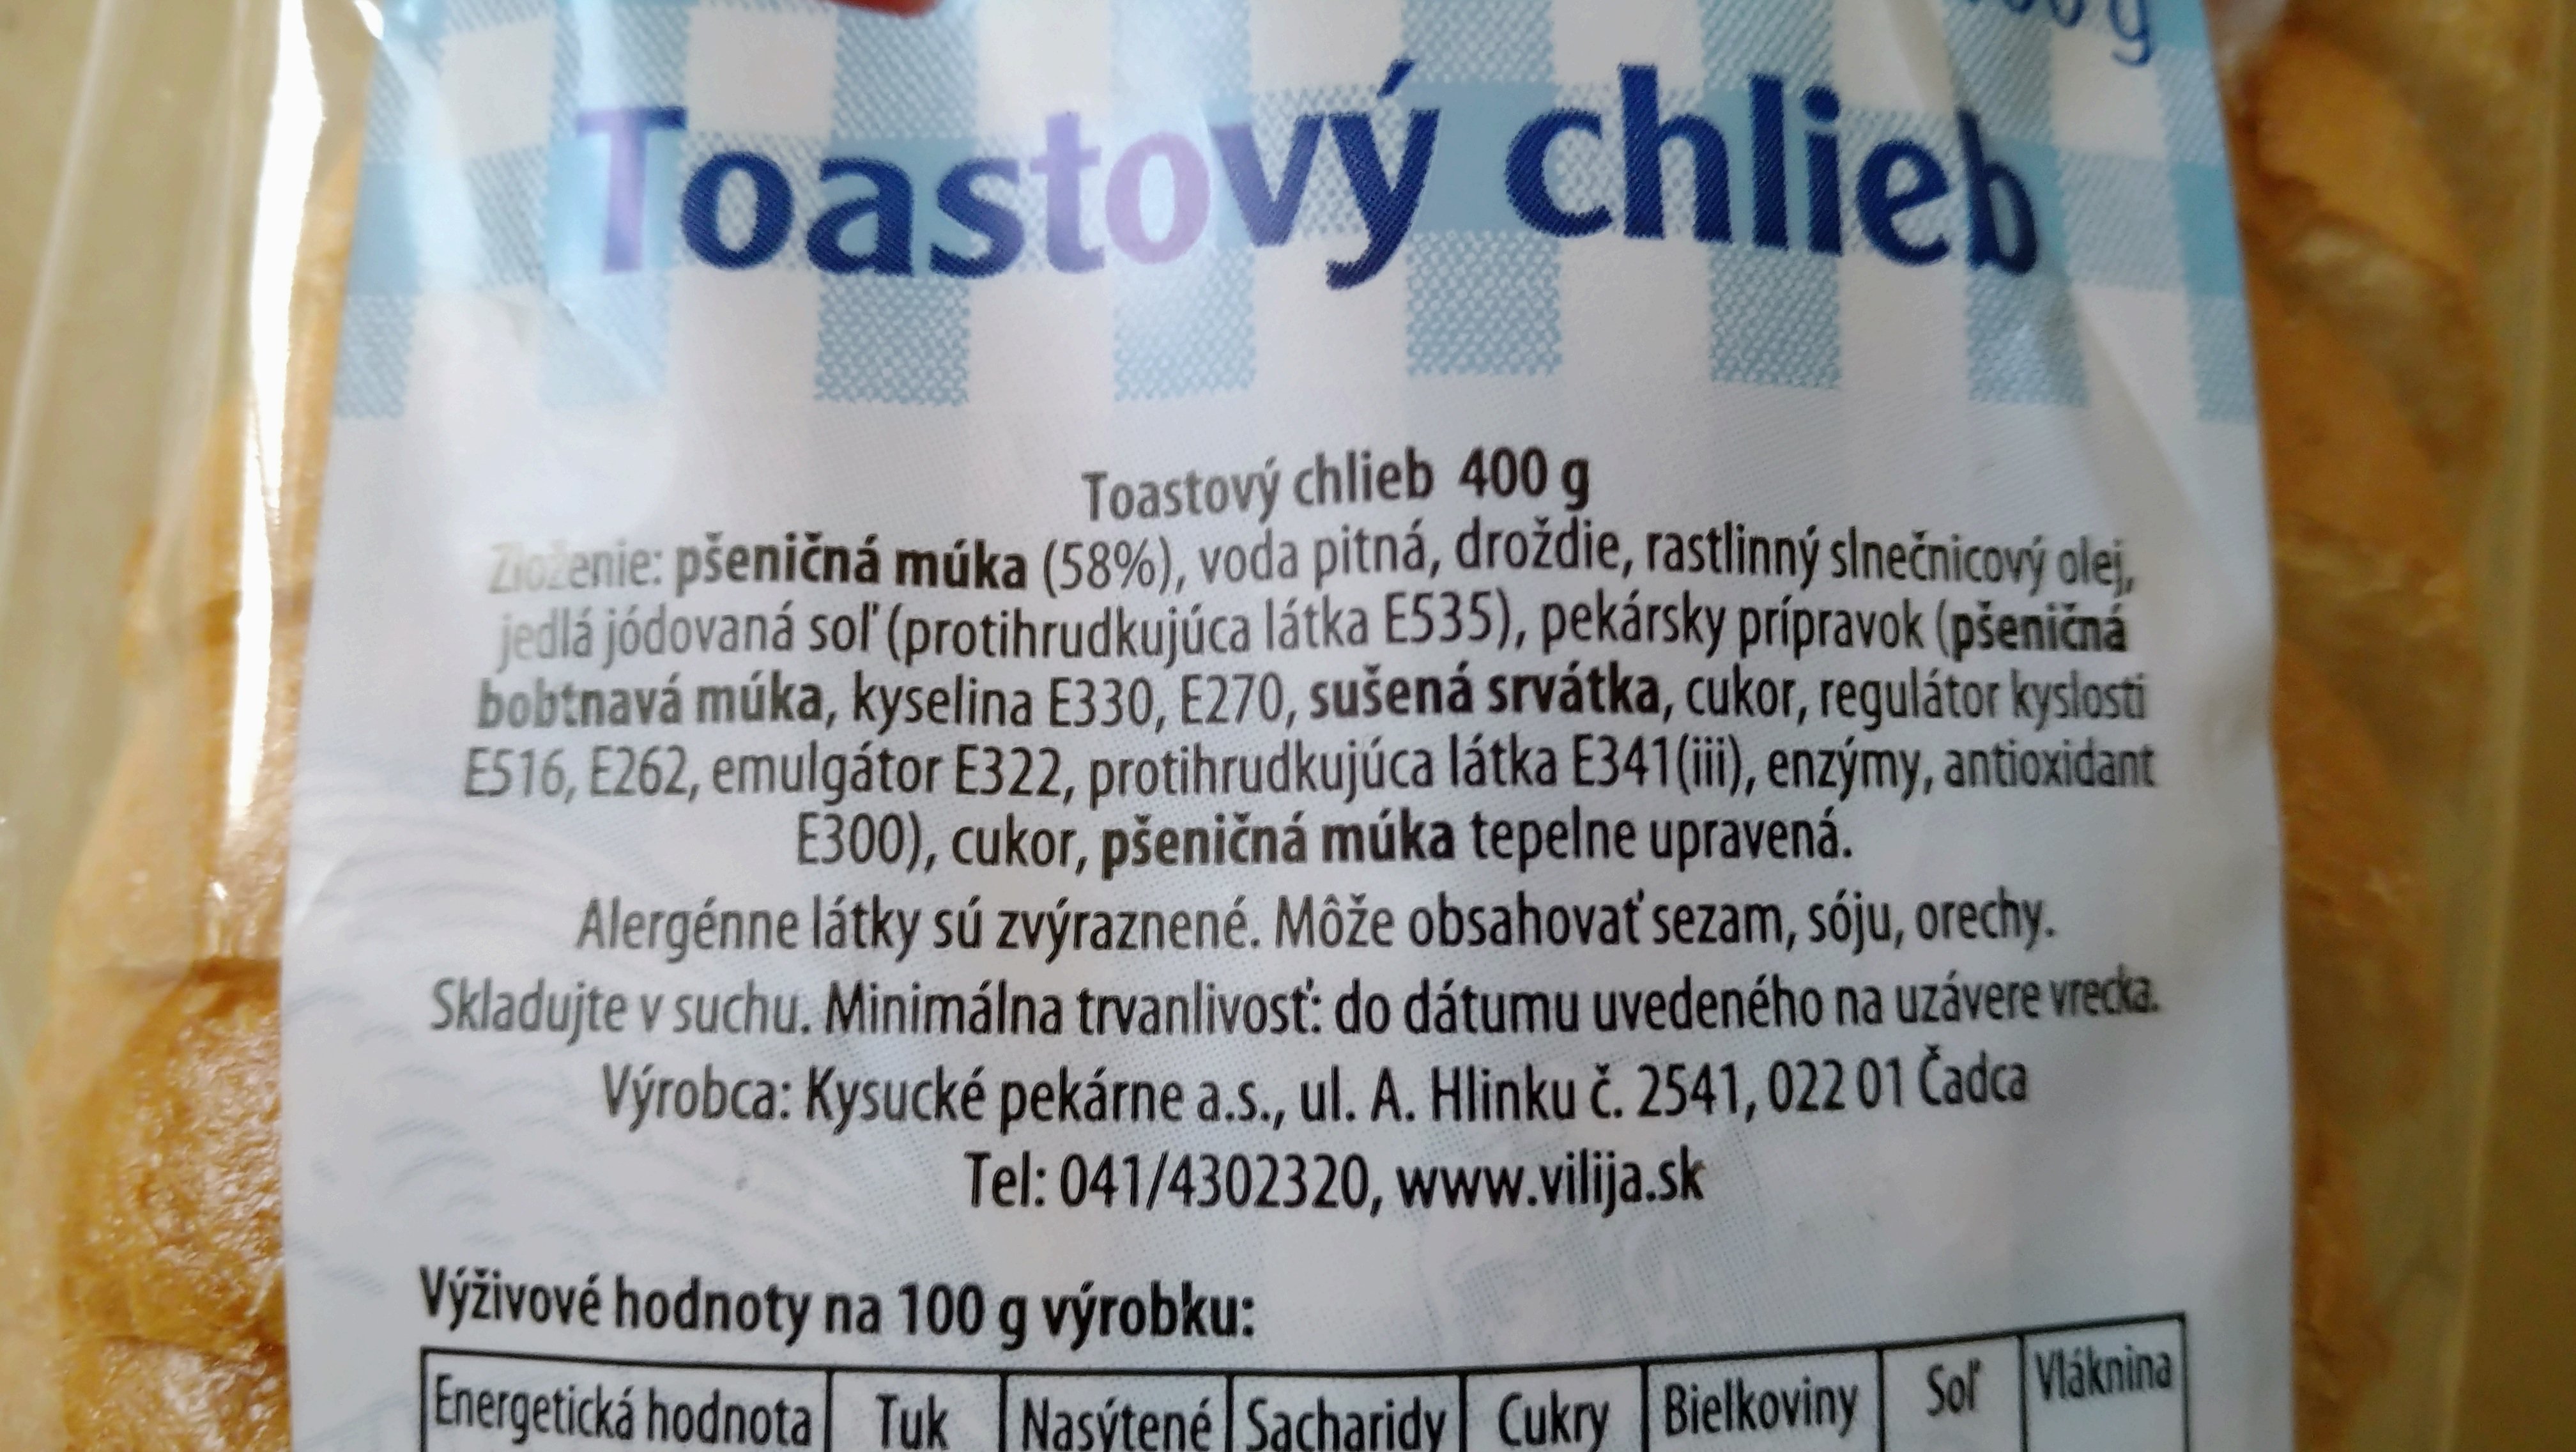 Toastový chlieb
Toastový chlieb 400 g
Zloženie: pšeničná múka (58%), voda pitná, droždie, rastlinný slnečnicový olej,
jedlá jódovaná soľ (protihrudkujúca látka E535), pekársky prípravok (pšeničná
bobtnavá múka, kyselina E330, E270, sušená srvátka, cukor, regulátor kyslosti
E516, E262, emulgátor E322, protihrudkujúca látka E341(iii), enzýmy, antioxidant
E300), cukor, pšeničná múka tepelne upravená.
Alergénne látky sú zvýraznené. Môže obsahovať sezam, sóju, orechy.
Skladujte v suchu. Minimálna trvanlivosť: do dátumu uvedeného na uzávere vrecka.
Výrobca: Kysucké pekárne a.s., ul. A. Hlinku č. 2541, 022 01 Čadca
Tel: 041/4302320, www.vilija.sk
Výživové hodnoty na 100 g výrobku:
Energetická hodnota Tuk Nasýtené Sacharidy Cukry Bielkoviny Soľ Vláknina